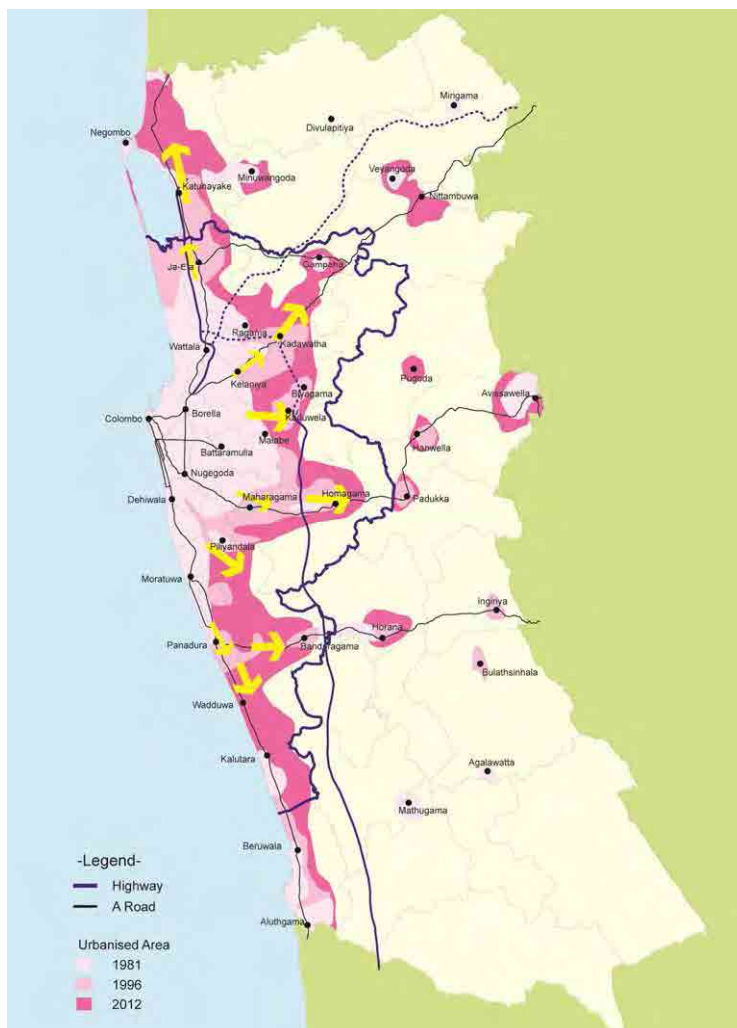 Mirigama
Divulapitiya
Negombo
Minuwangoda
Veyangoda
Katunayake
Nittambuwa
Ja-Ela
Gampaha
Ragama
Wattala
Kadawatha
Kelaniya
Pugoda
Biyagama
Avissawella
Colombo
Borella
Kaduwela
Malabe
Hanwella
Battaramulla
Nugegoda
Dehiwala
Maharagama
Homagama
Padukka
Piliyandala
Moratuwa
Ingiriya
Panadura
Bandaragama
Horana
Bulathsinhala
Wadduwa
Kalutara
Agalawatta
Mathugama
Beruwala
Aluthgama
-Legend-
Highway
A Road
Urbanised Area
1981
1996
2012